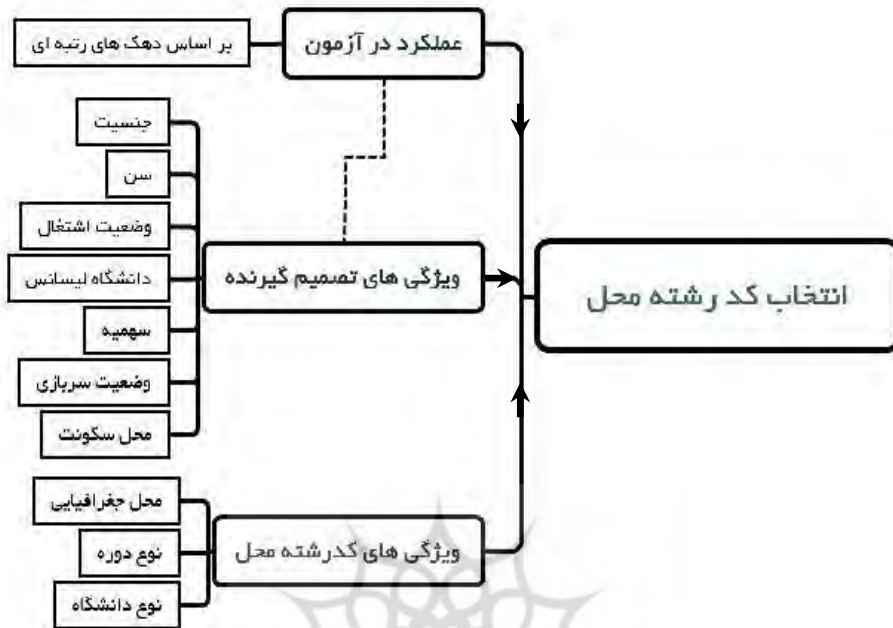 عملکرد در آزمون
بر اساس دهک های رتبه ای
جنسیت
سن
وضعیت اشتغال
ویژگی های تصمیم گیرنده
دانشگاه لیسانس
انتخاب کد رشته محل
سهمیه
وضعیت سربازی
محل سکونت
محل جغرافیایی
ویژگی های کدرشته محل
نوع دوره
نوع دانشگاه